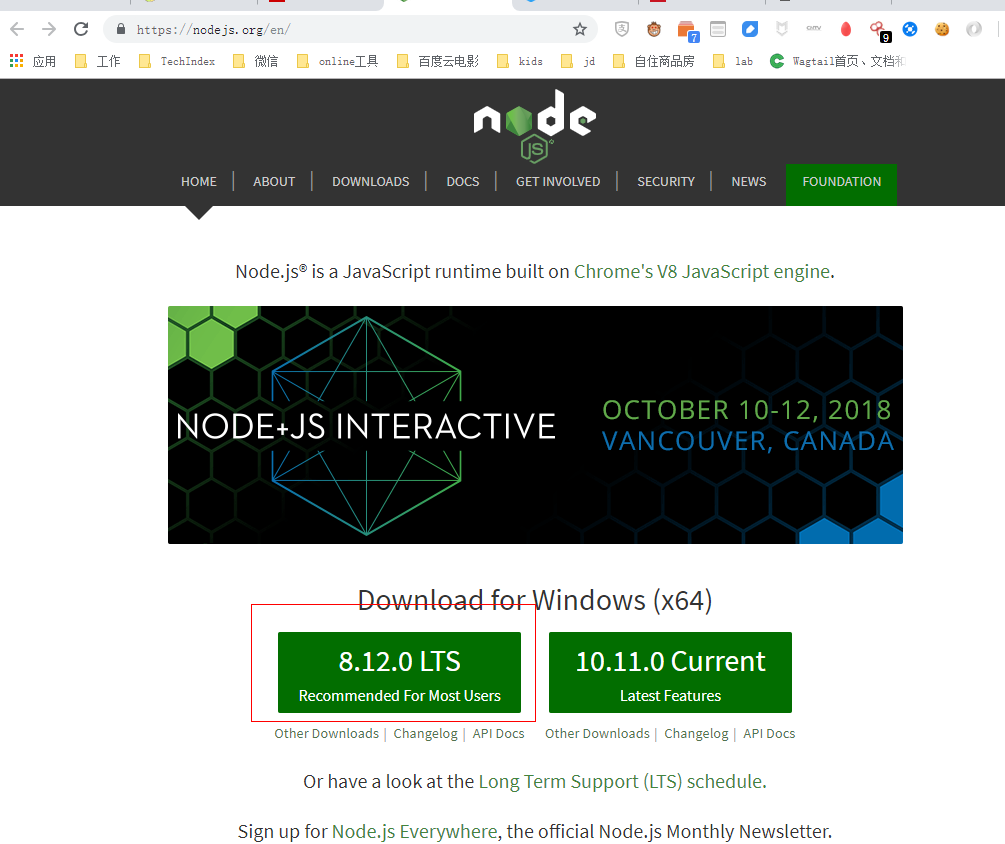 https://nodejs.org/en/
7
9
应用 工作 TechIndex 微信 online工具 百度云电影 kids jd 自住商品房 lab Wagtail首页、文档和
node
JS
HOME ABOUT DOWNLOADS DOCS GET INVOLVED SECURITY NEWS FOUNDATION
Node.js® is a JavaScript runtime built on Chrome's V8 JavaScript engine.
NODE+JS INTERACTIVE
OCTOBER 10-12, 2018
VANCOUVER, CANADA
Download for Windows (x64)
8.12.0 LTS
Recommended For Most Users
10.11.0 Current
Latest Features
Other Downloads | Changelog | API Docs
Other Downloads | Changelog | API Docs
Or have a look at the Long Term Support (LTS) schedule.
Sign up for Node.js Everywhere, the official Node.js Monthly Newsletter.